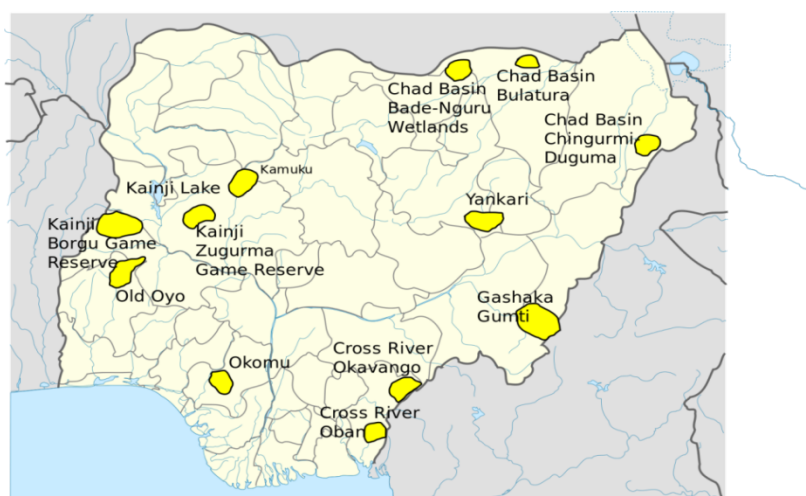 Chad Basin
Bade-Nguru
Wetlands
Chad Basin
Bulatura
Chad Basin
Chingurmi-
Duguma
Kamuku
Kainji Lake
Yankari
Kainji
Borgu Game
Reserve
Kainji
Zugurma
Game Reserve
Old Oyo
Gashaka
Gumti
Okomu
Cross River
Okavango
Cross River
Oban